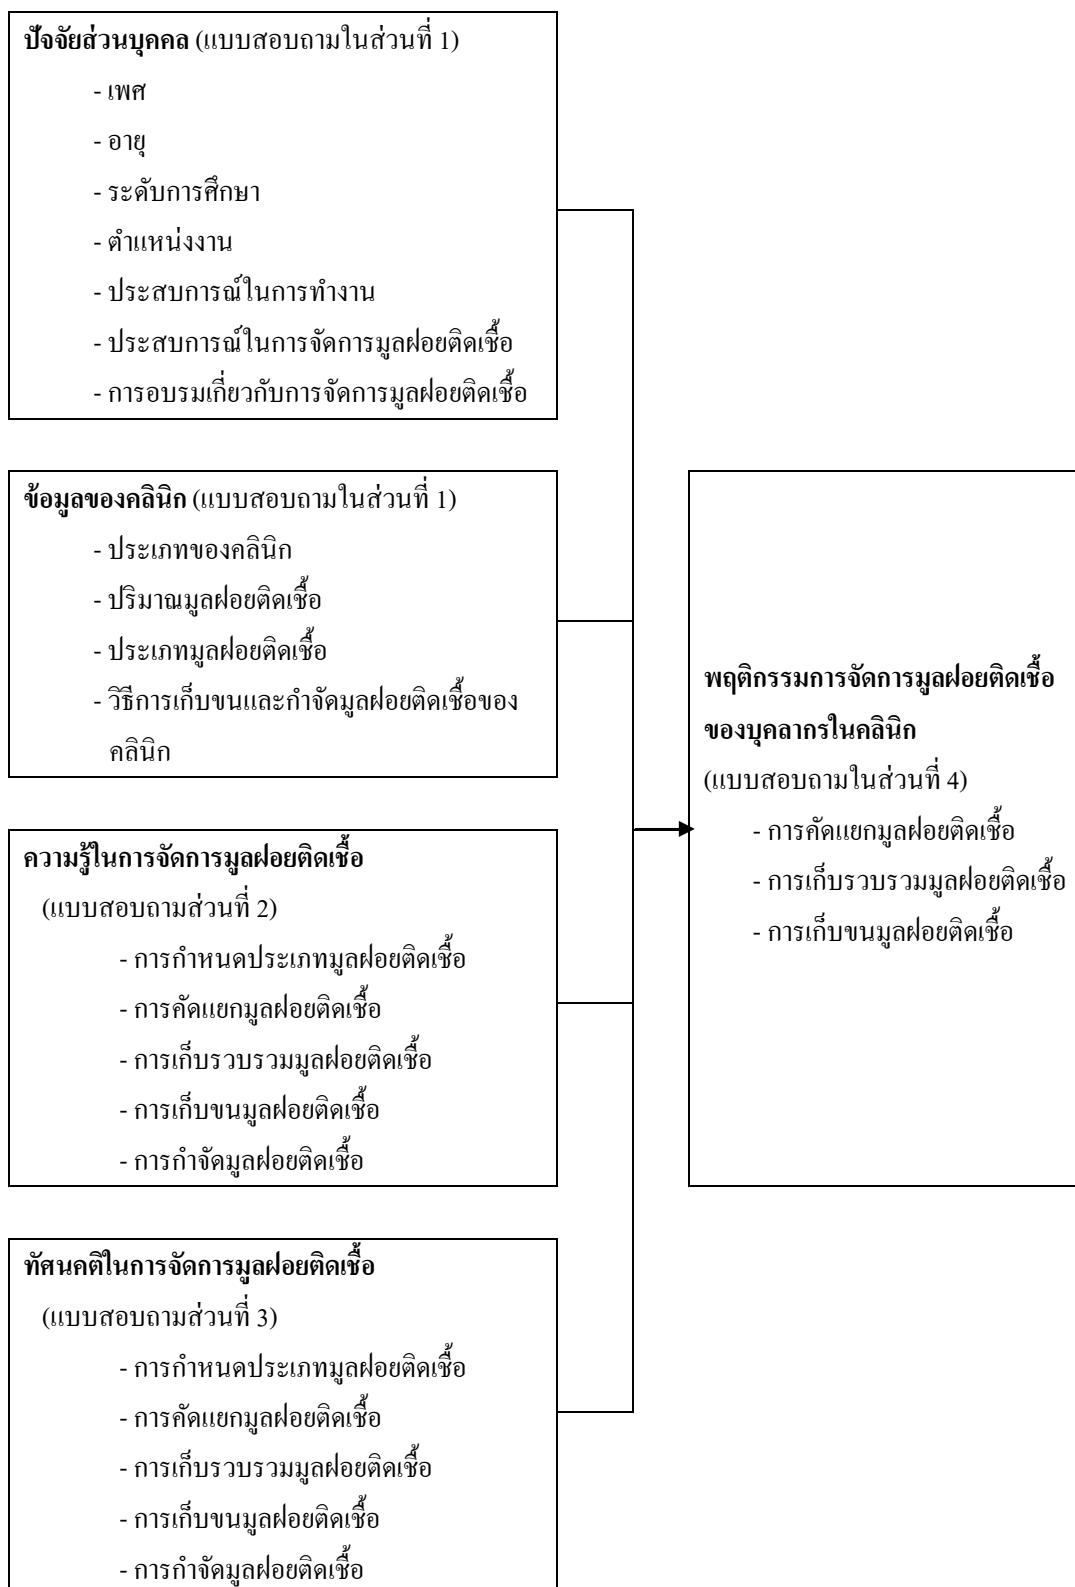 ปัจจัยส่วนบุคคล (แบบสอบถามในส่วนที่ 1)
- เพศ
- อายุ
- ระดับการศึกษา
- ตำแหน่งงาน
- ประสบการณ์ในการทำงาน
- ประสบการณ์ในการจัดการมูลฝอยติดเชื้อ
- การอบรมเกี่ยวกับการจัดการมูลฝอยติดเชื้อ
ข้อมูลของคลินิก (แบบสอบถามในส่วนที่ 1)
- ประเภทของคลินิก
- ปริมาณมูลฝอยติดเชื้อ
- ประเภทมูลฝอยติดเชื้อ
- วิธีการเก็บขนและกำจัดมูลฝอยติดเชื้อของ
คลินิก
ความรู้ในการจัดการมูลฝอยติดเชื้อ
(แบบสอบถามส่วนที่ 2)
- การกำหนดประเภทมูลฝอยติดเชื้อ
- การคัดแยกมูลฝอยติดเชื้อ
- การเก็บรวบรวมมูลฝอยติดเชื้อ
- การเก็บขนมูลฝอยติดเชื้อ
- การกำจัดมูลฝอยติดเชื้อ
ทัศนคติในการจัดการมูลฝอยติดเชื้อ
(แบบสอบถามส่วนที่ 3)
- การกำหนดประเภทมูลฝอยติดเชื้อ
- การคัดแยกมูลฝอยติดเชื้อ
- การเก็บรวบรวมมูลฝอยติดเชื้อ
- การเก็บขนมูลฝอยติดเชื้อ
- การกำจัดมูลฝอยติดเชื้อ
พฤติกรรมการจัดการมูลฝอยติดเชื้อ
ของบุคลากรในคลินิก
(แบบสอบถามในส่วนที่ 4)
- การคัดแยกมูลฝอยติดเชื้อ
- การเก็บรวบรวมมูลฝอยติดเชื้อ
- การเก็บขนมูลฝอยติดเชื้อ